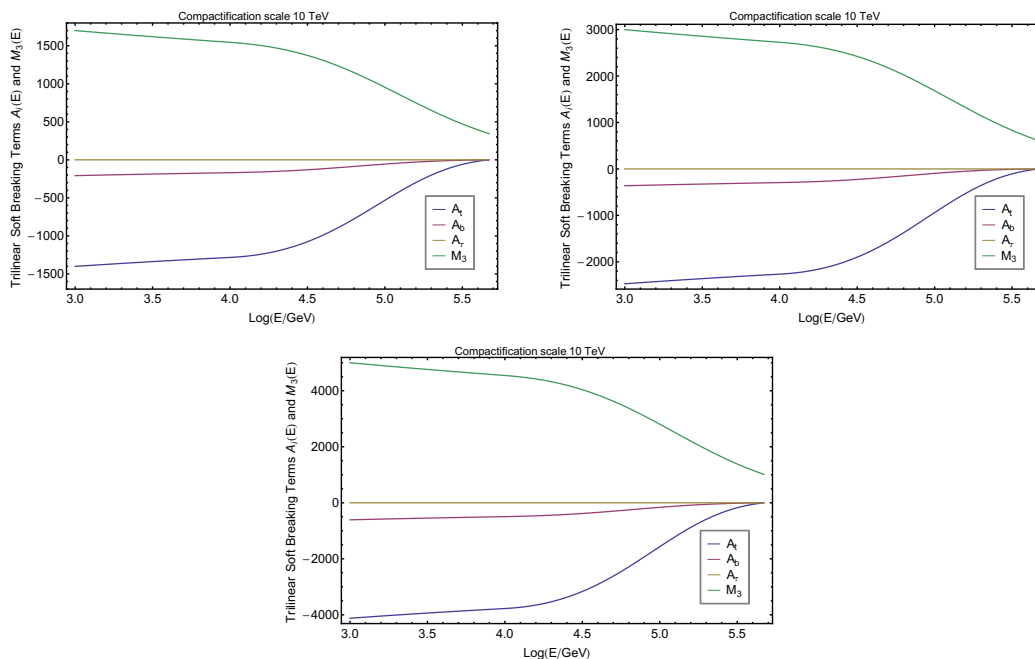 Compactification scale 10 TeV
Trilinear Soft Breaking Terms A_i(E) and M_3(E)
1500
1000
500
0
-500
-1000
-1500
A_t
A_b
A_τ
M_3
3.0 3.5 4.0 4.5 5.0 5.5
Log(E/GeV)
Compactification scale 10 TeV
Trilinear Soft Breaking Terms A_i(E) and M_3(E)
3000
2000
1000
0
-1000
-2000
A_t
A_b
A_τ
M_3
3.0 3.5 4.0 4.5 5.0 5.5
Log(E/GeV)
Compactification scale 10 TeV
Trilinear Soft Breaking Terms A_i(E) and M_3(E)
4000
2000
0
-2000
-4000
A_t
A_b
A_τ
M_3
3.0 3.5 4.0 4.5 5.0 5.5
Log(E/GeV)